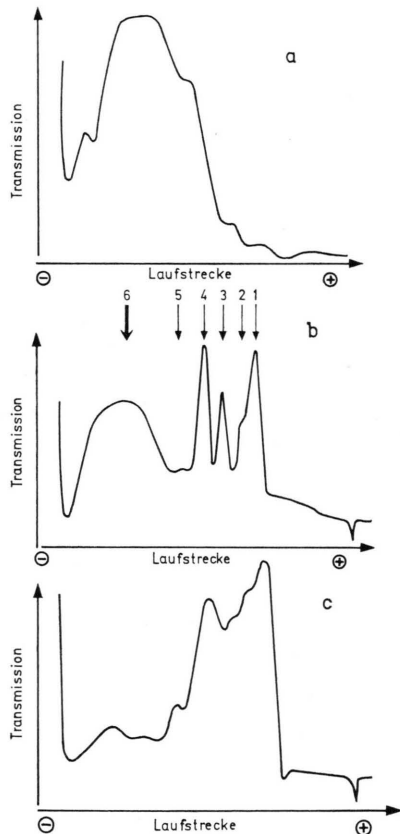 a
Transmission
⊖ Laufstrecke ⊕
6 5 4 3 2 1
b
Transmission
⊖ Laufstrecke ⊕
c
Transmission
⊖ Laufstrecke ⊕